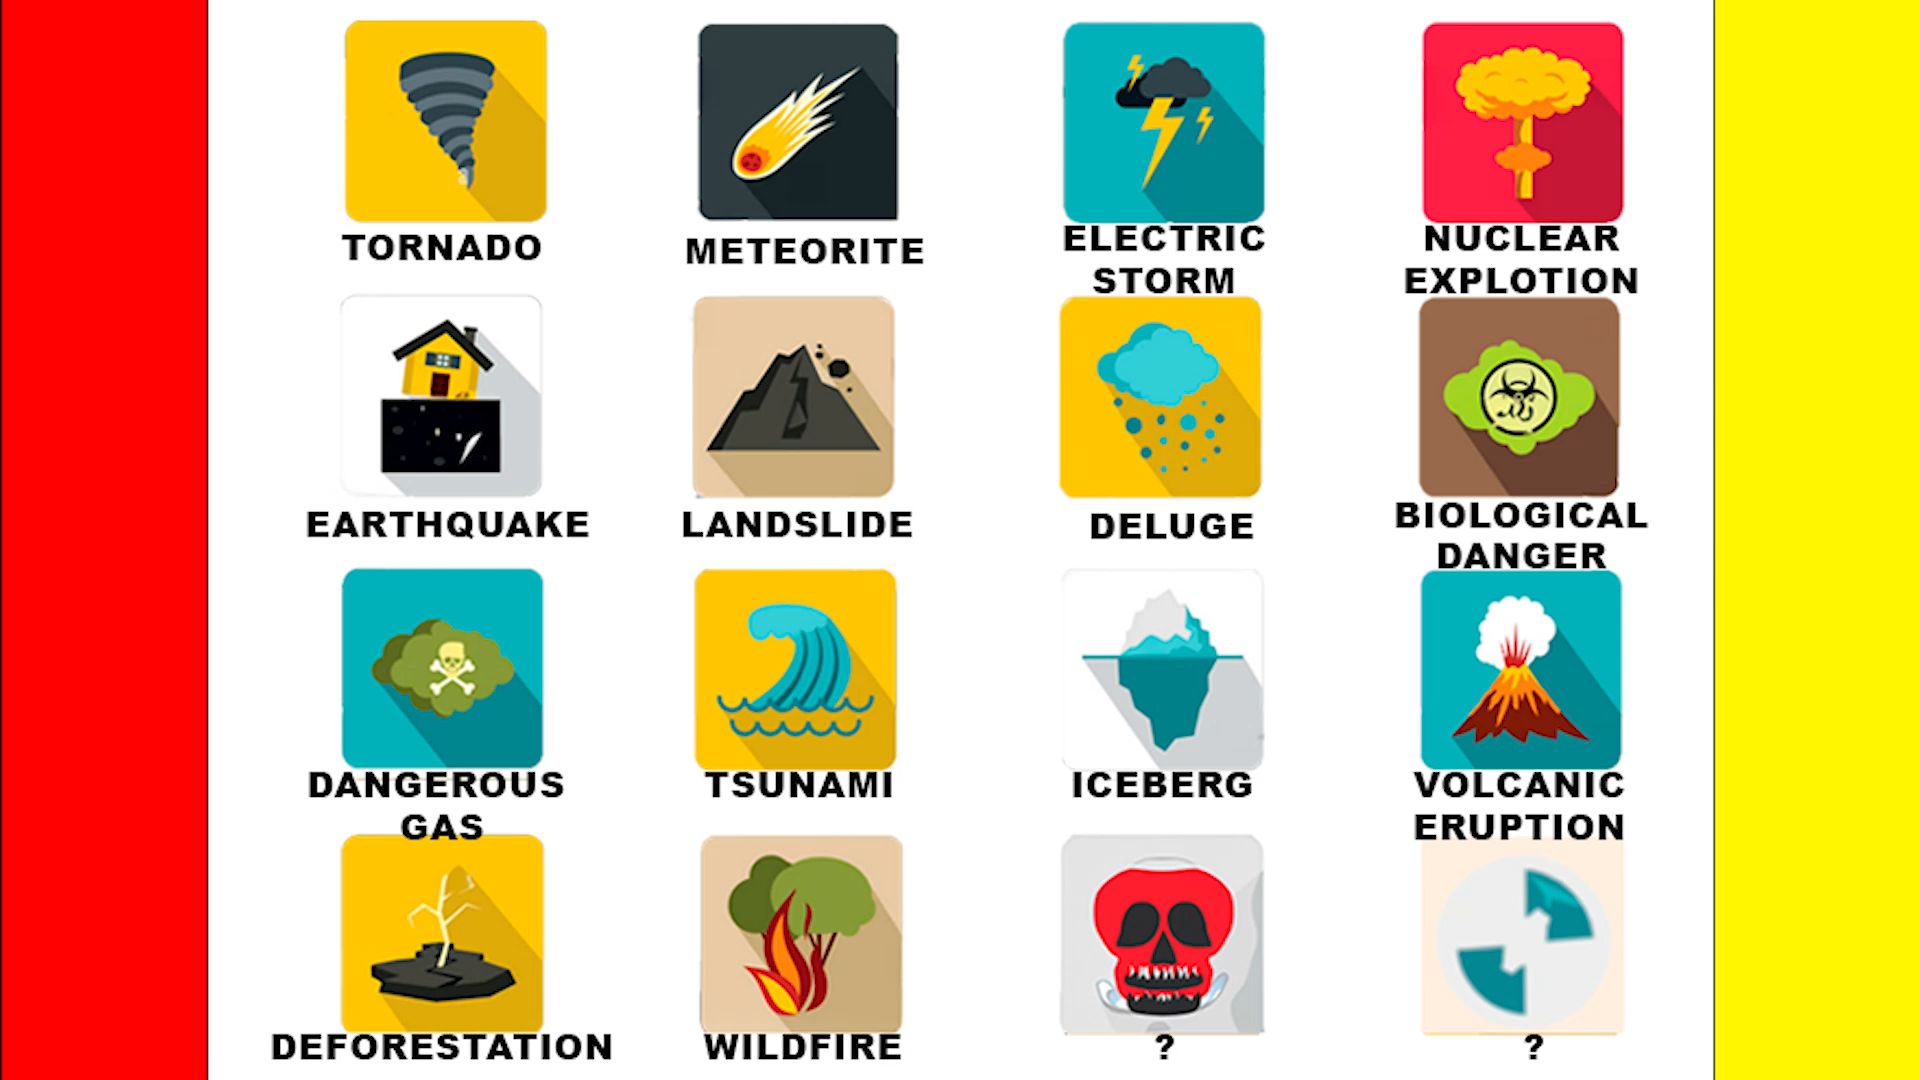 TORNADO
METEORITE
ELECTRIC
STORM
NUCLEAR
EXPLOTION
EARTHQUAKE
LANDSLIDE
DELUGE
BIOLOGICAL
DANGER
DANGEROUS
GAS
TSUNAMI
ICEBERG
VOLCANIC
ERUPTION
DEFORESTATION
WILDFIRE
?
?